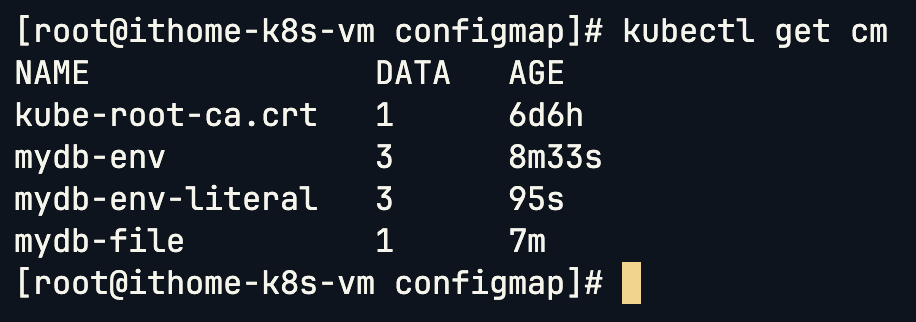 [root@ithome-k8s-vm configmap]# kubectl get cm
NAME               DATA   AGE
kube-root-ca.crt   1      6d6h
mydb-env           3      8m33s
mydb-env-literal   3      95s
mydb-file          1      7m
[root@ithome-k8s-vm configmap]#